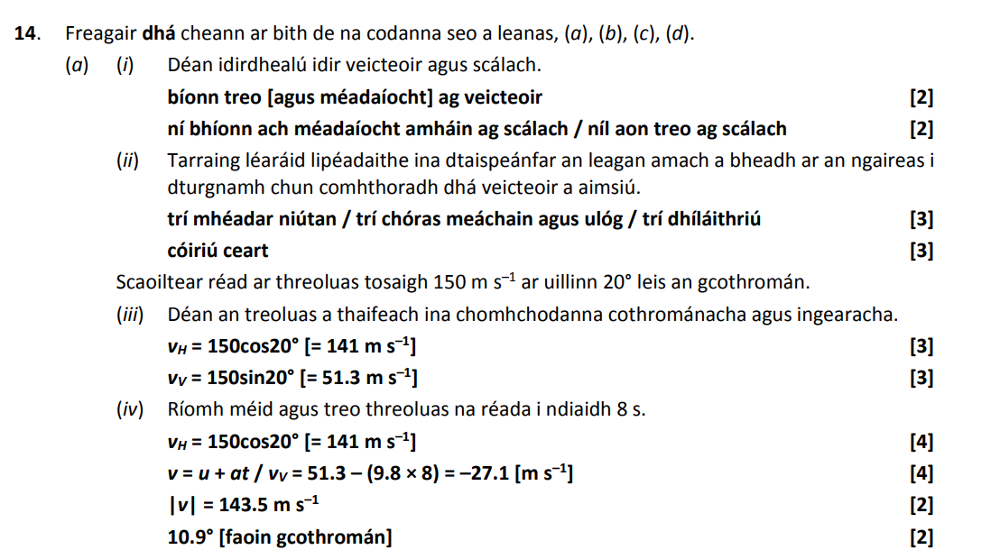 14. Freagair dhá cheann ar bith de na codanna seo a leanas, (a), (b), (c), (d).
(a) (i) Déan idirdhealú idir veicteoir agus scálach.
bíonn treo [agus méadaíocht] ag veicteoir [2]
ní bhíonn ach méadaíocht amháin ag scálach / níl aon treo ag scálach [2]
(ii) Tarraing léaráid lipéadaithe ina dtaispeánfar an leagan amach a bheadh ar an ngaireas i
dturgnamh chun comhthoradh dhá veicteoir a aimsiú.
trí mhéadar niútan / trí chóras meáchain agus ulóg / trí dhíláithriú [3]
cóiriú ceart [3]
Scaoiltear réad ar threoluas tosaigh 150 m s⁻¹ ar uillinn 20° leis an gcothromán.
(iii) Déan an treoluas a thaifeach ina chomhchodanna cothrománacha agus ingearacha.
vH = 150cos20° [= 141 m s⁻¹] [3]
vV = 150sin20° [= 51.3 m s⁻¹] [3]
(iv) Ríomh méid agus treo threoluas na réada i ndiaidh 8 s.
vH = 150cos20° [= 141 m s⁻¹] [4]
v = u + at / vV = 51.3 – (9.8 × 8) = –27.1 [m s⁻¹] [4]
|v| = 143.5 m s⁻¹ [2]
10.9° [faoin gcothromán] [2]